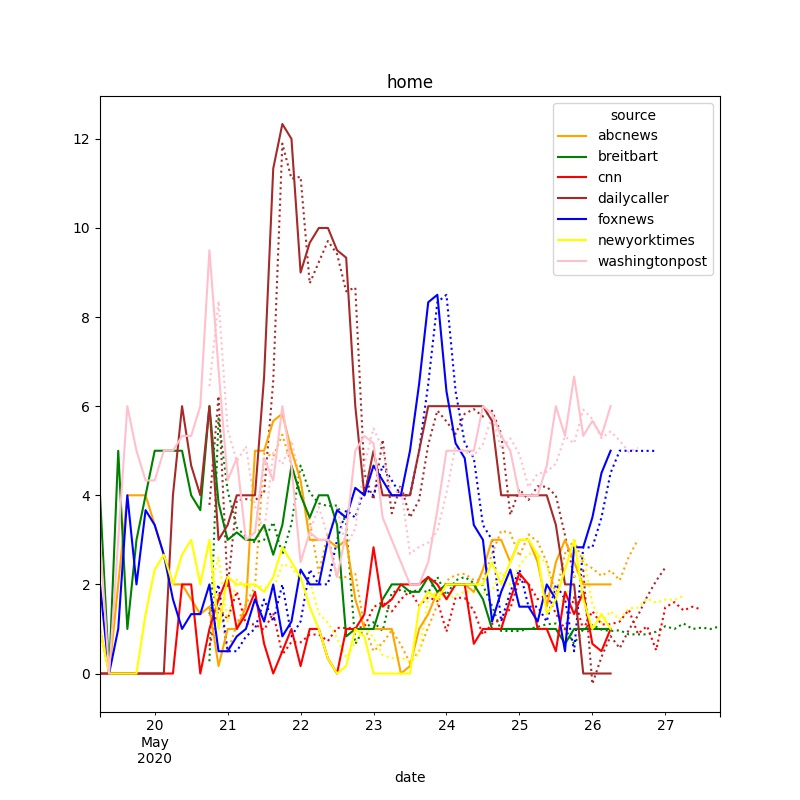 home
source
abcnews
breitbart
cnn
dailycaller
foxnews
newyorktimes
washingtonpost
12
10
8
6
4
2
0
20 21 22 23 24 25 26 27
May
2020
date